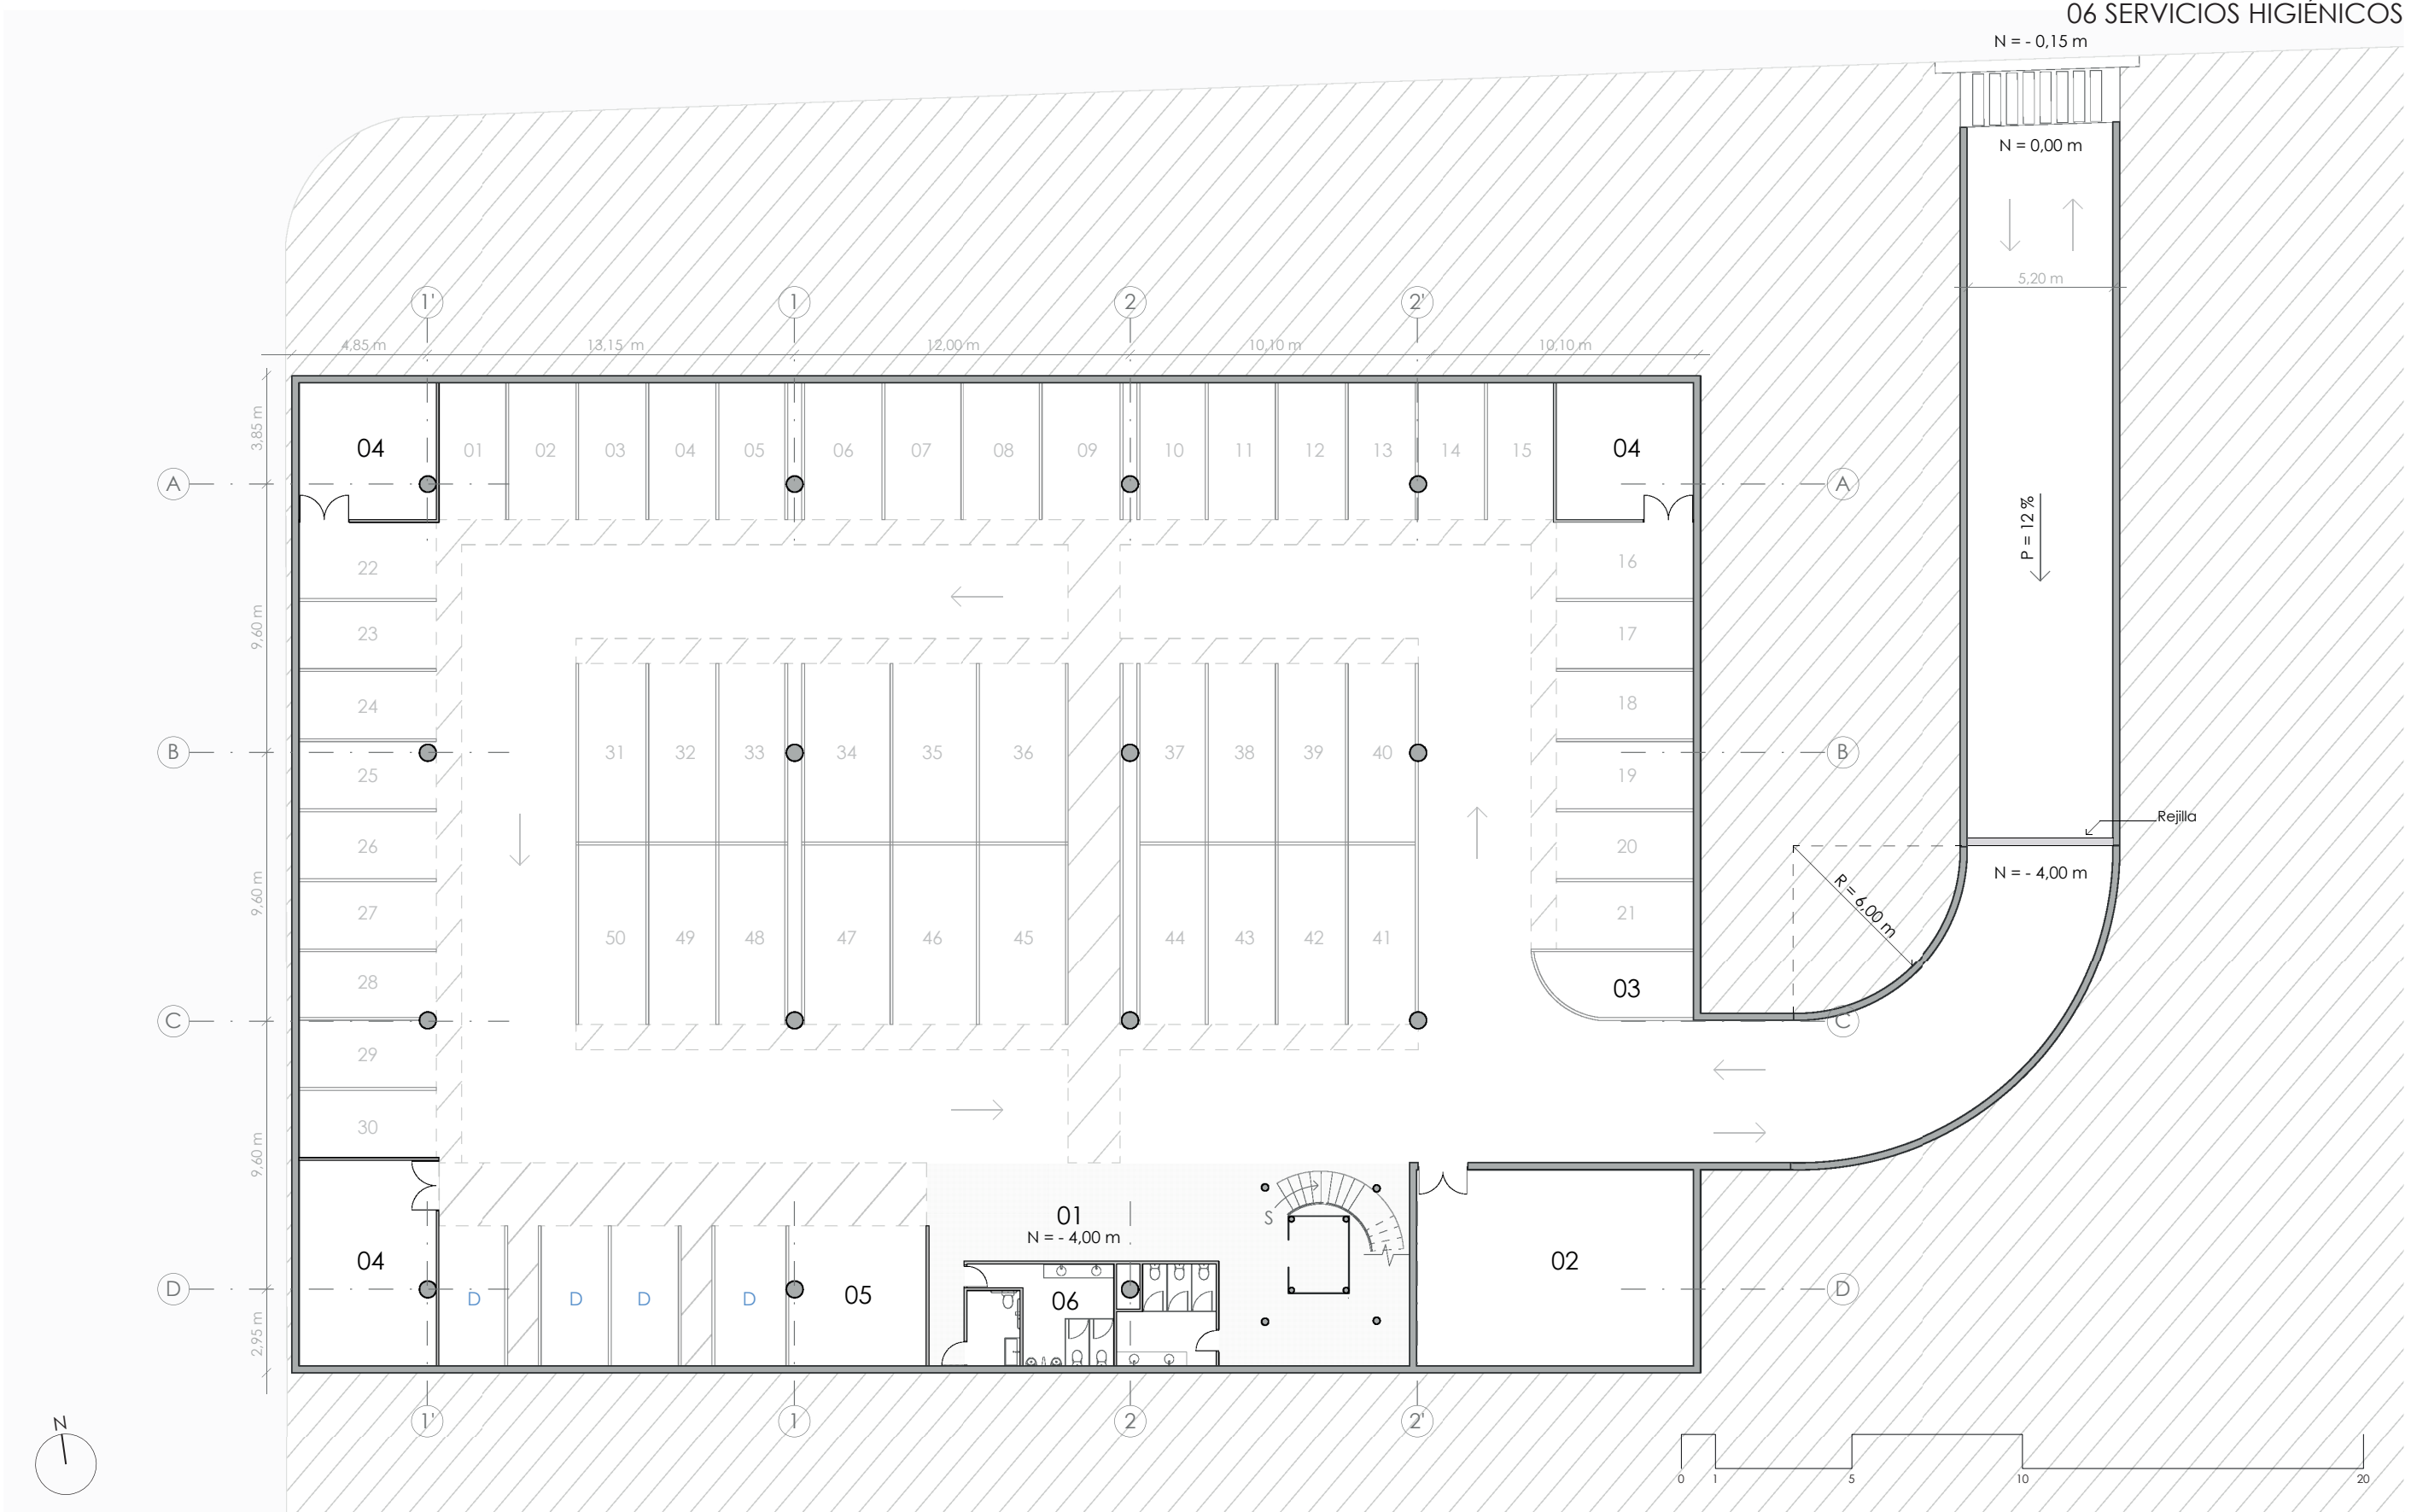 06 SERVICIOS HIGIÉNICOS
N = - 0,15 m
N = 0,00 m
5,20 m
1' 1 2 2'
4,85 m 13,15 m 12,00 m 10,10 m 10,10 m
3,85 m
04 01 02 03 04 05 06 07 08 09 10 11 12 13 14 15 04
A A
P = 12 %
22 16
23 17
9,60 m
24 18
B 31 32 33 34 35 36 37 38 39 40 B
25 19
Rejilla
26 20
N = - 4,00 m
R = 6,00 m
9,60 m
27 21
50 49 48 47 46 45 44 43 42 41
28 03
C C
29
30
9,60 m
01
S
N = - 4,00 m
04 02
D D D D D 05 06 D
2,95 m
1' 1 2 2'
N
0 1 5 10 20